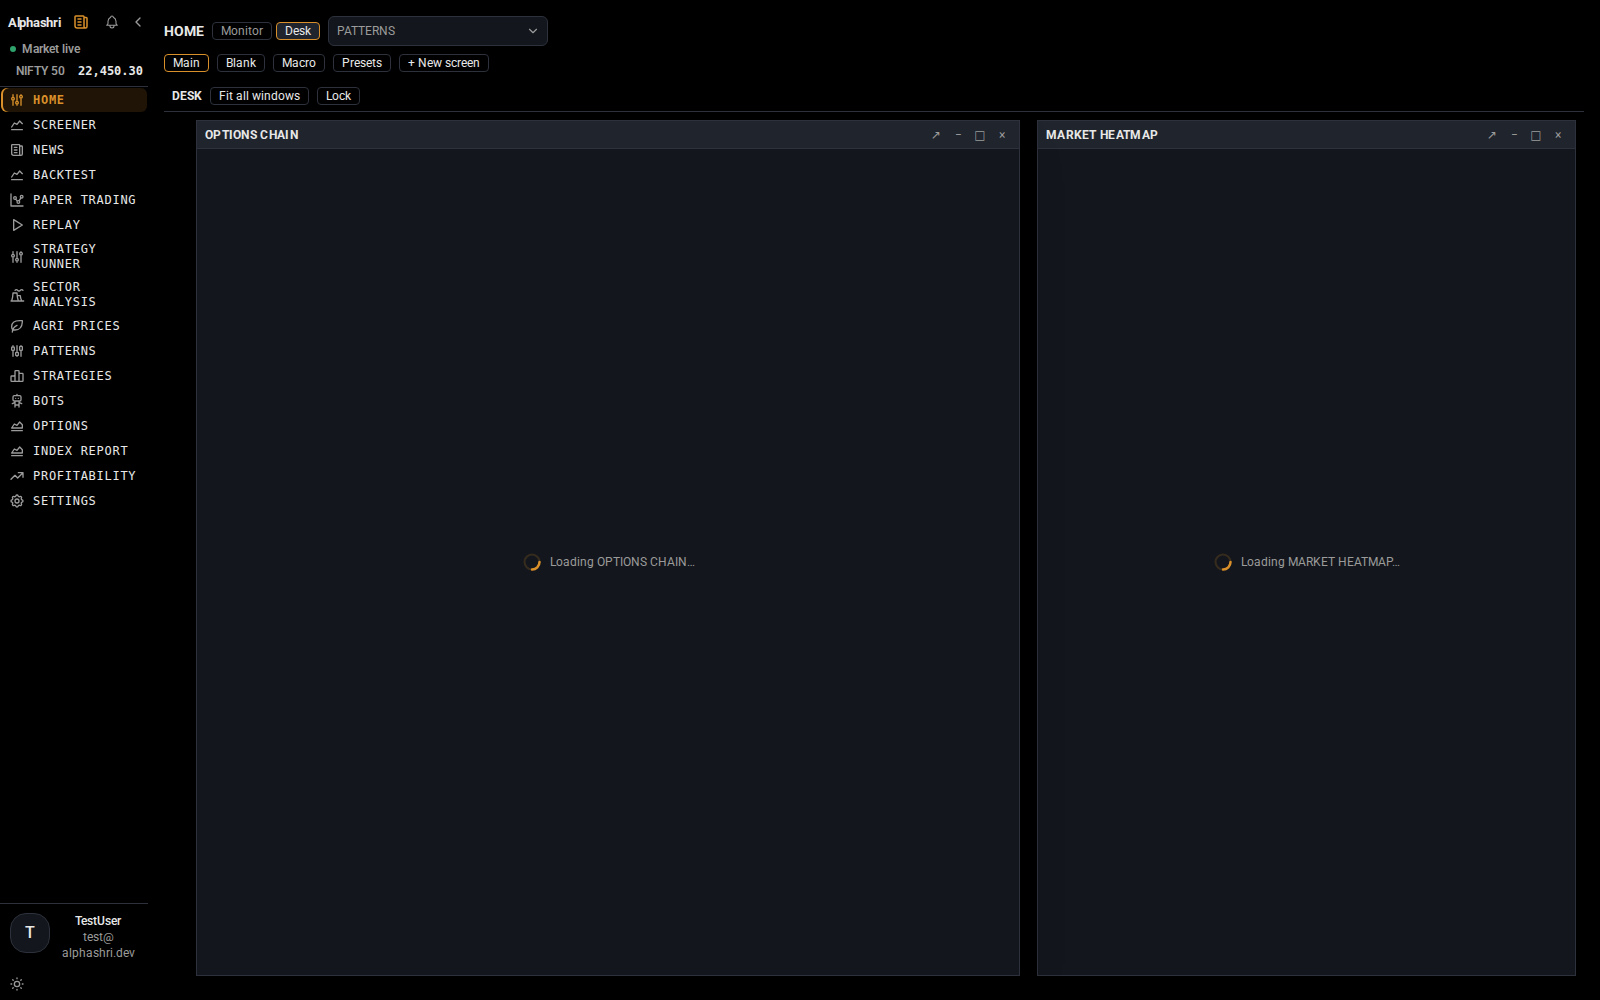 Alphashri
Market live
NIFTY 50 22,450.30
HOME
SCREENER
NEWS
BACKTEST
PAPER TRADING
REPLAY
STRATEGY
RUNNER
SECTOR
ANALYSIS
AGRI PRICES
PATTERNS
STRATEGIES
BOTS
OPTIONS
INDEX REPORT
PROFITABILITY
SETTINGS
T
TestUser
test@
alphashri.dev
HOME Monitor Desk PATTERNS
Main Blank Macro Presets + New screen
DESK Fit all windows Lock
OPTIONS CHAIN
Loading OPTIONS CHAIN...
MARKET HEATMAP
Loading MARKET HEATMAP...